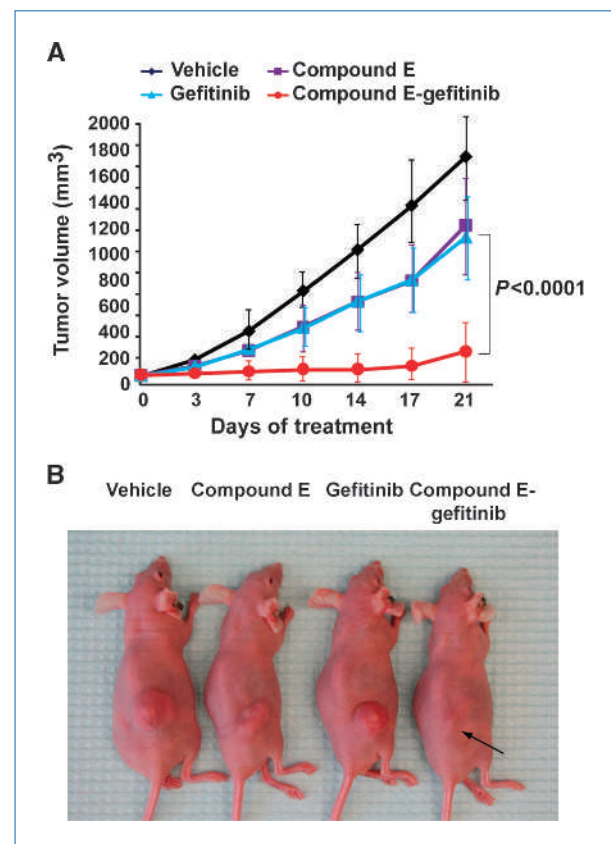 A
Vehicle Compound E
Gefitinib Compound E-gefitinib
Tumor volume (mm3)
2000
1800
1600
1400
1200
1000
800
600
400
200
0
0 3 7 10 14 17 21
Days of treatment
P<0.0001
B
Vehicle Compound E Gefitinib Compound E-
gefitinib